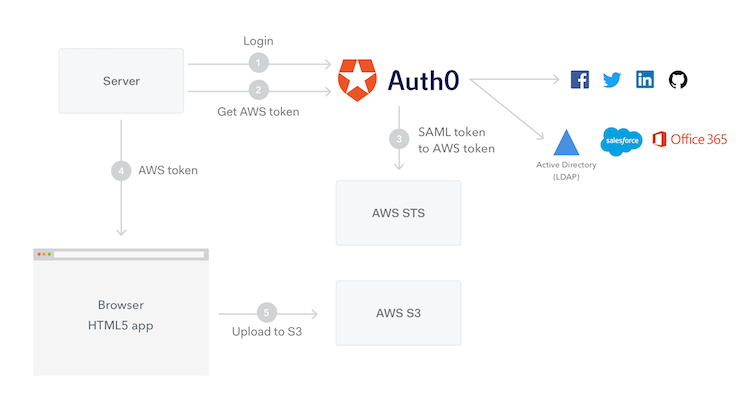 Login
1
Server
2
Get AWS token
Auth0
3
SAML token
to AWS token
salesforce
Office 365
Active Directory
(LDAP)
4
AWS token
AWS STS
Browser
HTML5 app
5
Upload to S3
AWS S3